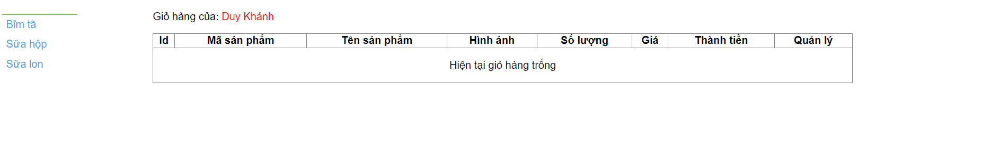 Bỉm tã
Sữa hộp
Sữa lon
Giỏ hàng của: Duy Khánh
Id Mã sản phẩm Tên sản phẩm Hình ảnh Số lượng Giá Thành tiền Quản lý
Hiện tại giỏ hàng trống